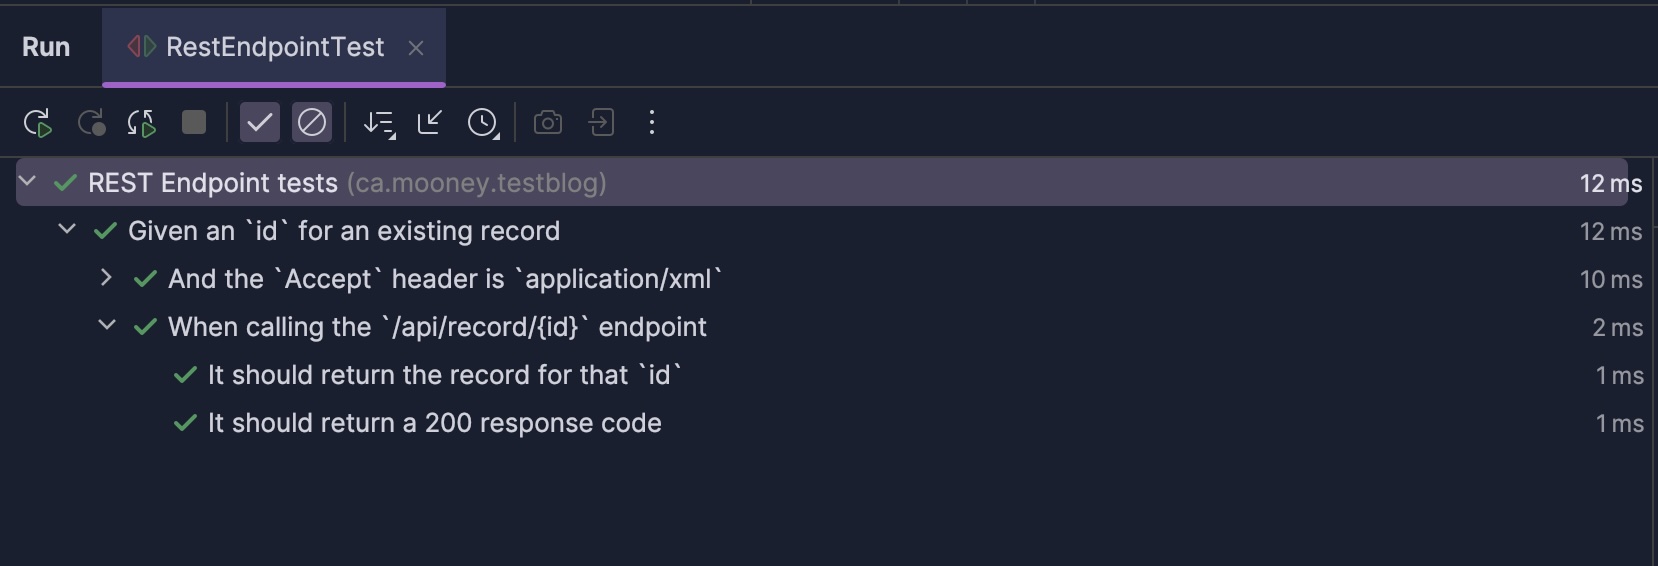 Run RestEndpointTest
REST Endpoint tests (ca.mooney.testblog) 12 ms
Given an `id` for an existing record 12 ms
And the `Accept` header is `application/xml` 10 ms
When calling the `/api/record/{id}` endpoint 2 ms
It should return the record for that `id` 1 ms
It should return a 200 response code 1 ms